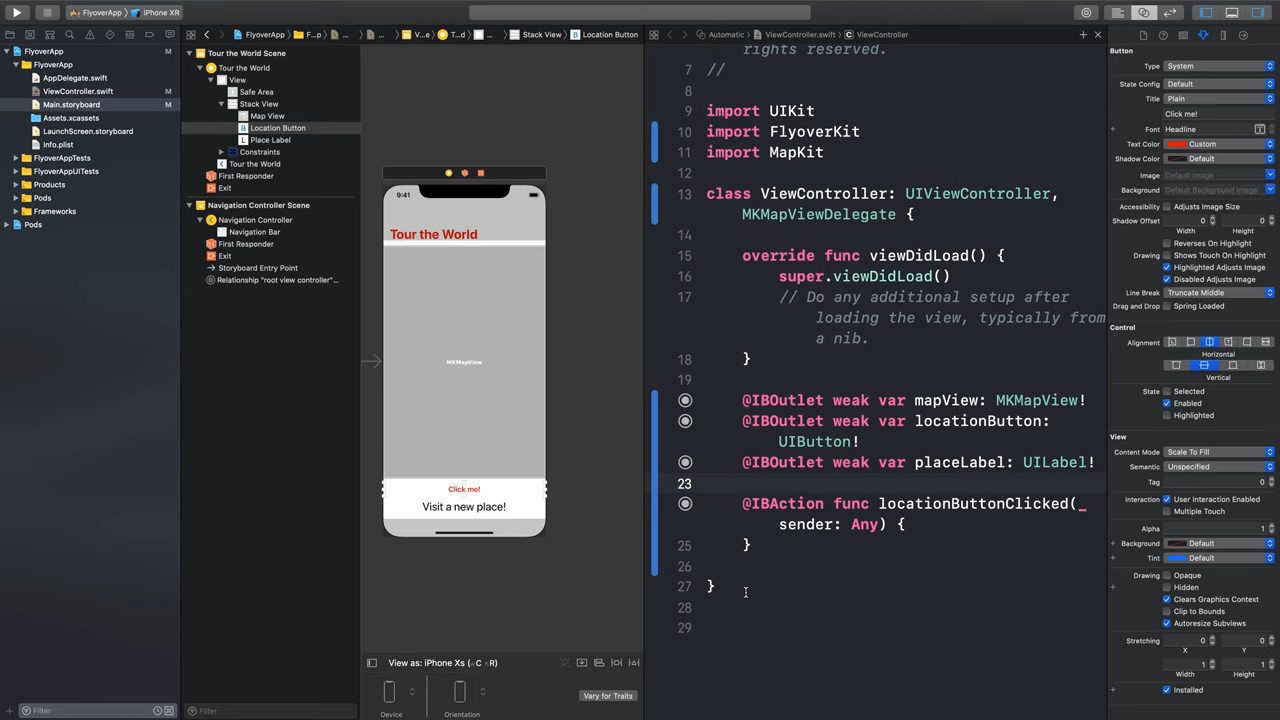 FlyoverApp
iPhone XR
FlyoverApp
F...p
...
...
V...e
T...d
...
Stack View
Location Button
Automatic
ViewController.swift
ViewController
FlyoverApp
M
FlyoverApp
AppDelegate.swift
ViewController.swift
M
Main.storyboard
M
Assets.xcassets
LaunchScreen.storyboard
Info.plist
FlyoverAppTests
FlyoverAppUITests
Products
Pods
Frameworks
Pods
Filter
Tour the World Scene
Tour the World
View
Safe Area
Stack View
Map View
Location Button
Place Label
Constraints
Tour the World
First Responder
Exit
Navigation Controller Scene
Navigation Controller
Navigation Bar
First Responder
Exit
Storyboard Entry Point
Relationship "root view controller"...
Filter
9:41
Tour the World
MKMapView
Click me!
Visit a new place!
View as: iPhone Xs (⌘C ⌘R)
Vary for Traits
Device
Orientation
rights reserved.
7 //
8
9 import UIKit
10 import FlyoverKit
11 import MapKit
12
13 class ViewController: UIViewController,
MKMapViewDelegate {
14
15 override func viewDidLoad() {
16 super.viewDidLoad()
17 // Do any additional setup after
loading the view, typically from
a nib.
18 }
19
@IBOutlet weak var mapView: MKMapView!
@IBOutlet weak var locationButton:
UIButton!
@IBOutlet weak var placeLabel: UILabel!
23
@IBAction func locationButtonClicked(_
sender: Any) {
25 }
26
27 }
28
29
Button
Type System
State Config Default
Title Plain
Click me!
Font Headline
Text Color Custom
Shadow Color Default
Image Default Image
Background Default Background Image
Accessibility Adjusts Image Size
Shadow Offset 0 0
Width Height
Reverses On Highlight
Drawing Shows Touch On Highlight
Highlighted Adjusts Image
Disabled Adjusts Image
Line Break Truncate Middle
Drag and Drop Spring Loaded
Control
Alignment
Horizontal
Vertical
State Selected
Enabled
Highlighted
View
Content Mode Scale To Fill
Semantic Unspecified
Tag 0
Interaction User Interaction Enabled
Multiple Touch
Alpha 1
Background Default
Tint Default
Drawing Opaque
Hidden
Clears Graphics Context
Clip to Bounds
Autoresize Subviews
Stretching 0 0
X Y
1 1
Width Height
Installed